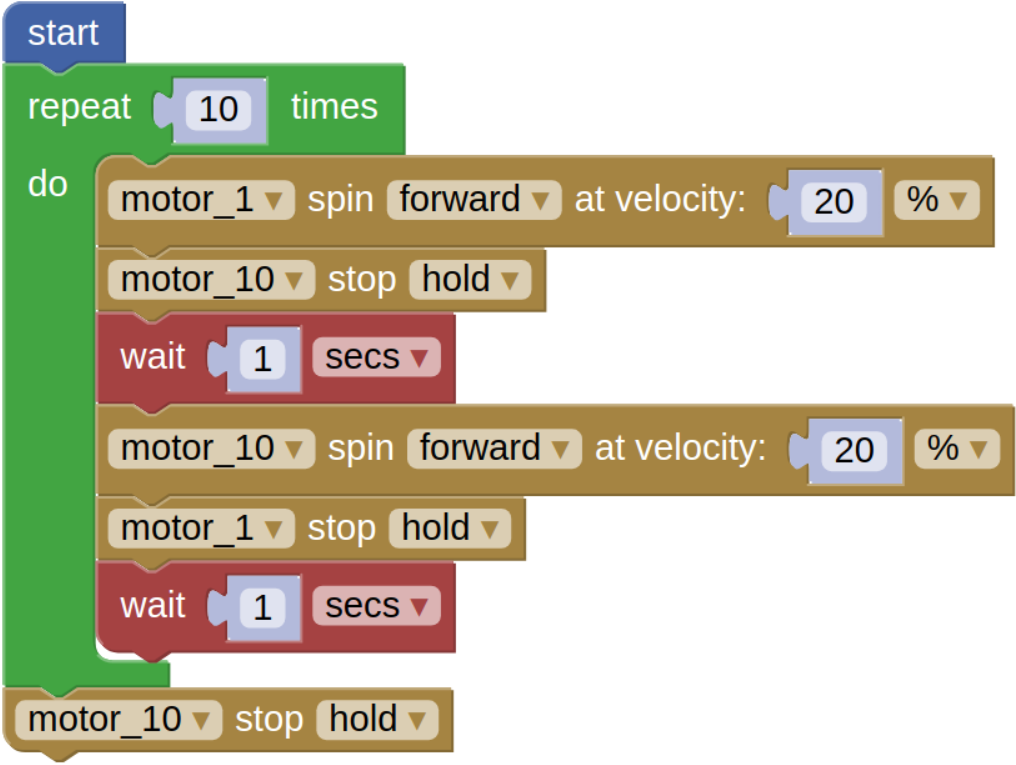 start
repeat 10 times
do
motor_1 ▾ spin forward ▾ at velocity: 20 % ▾
motor_10 ▾ stop hold ▾
wait 1 secs ▾
motor_10 ▾ spin forward ▾ at velocity: 20 % ▾
motor_1 ▾ stop hold ▾
wait 1 secs ▾
motor_10 ▾ stop hold ▾